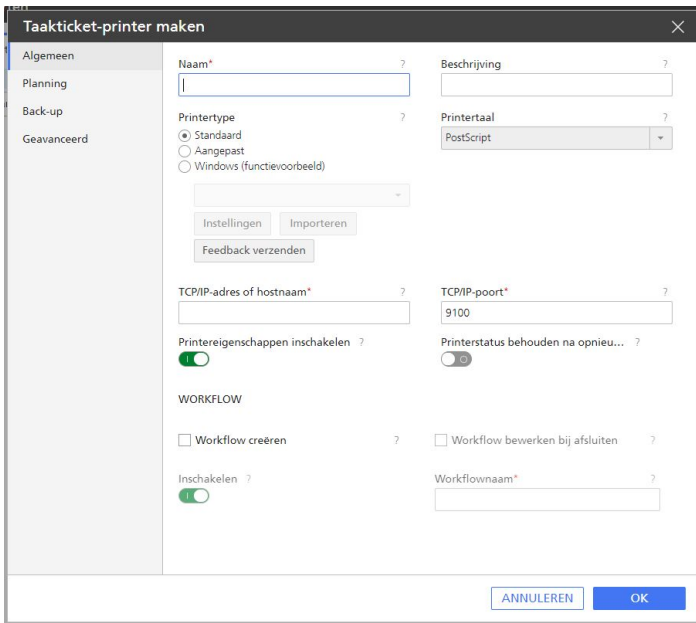 Taakticket-printer maken
Algemeen
Planning
Back-up
Geavanceerd
Naam* ? Beschrijving ?
Printertype ? Printertaal ?
Standaard PostScript
Aangepast
Windows (functievoorbeeld)
Instellingen Importeren
Feedback verzenden
TCP/IP-adres of hostnaam* ? TCP/IP-poort* ?
9100
Printereigenschappen inschakelen ? Printerstatus behouden na opnieu... ?
WORKFLOW
Workflow creëren ? Workflow bewerken bij afsluiten ?
Inschakelen ? Workflownaam* ?
ANNULEREN OK